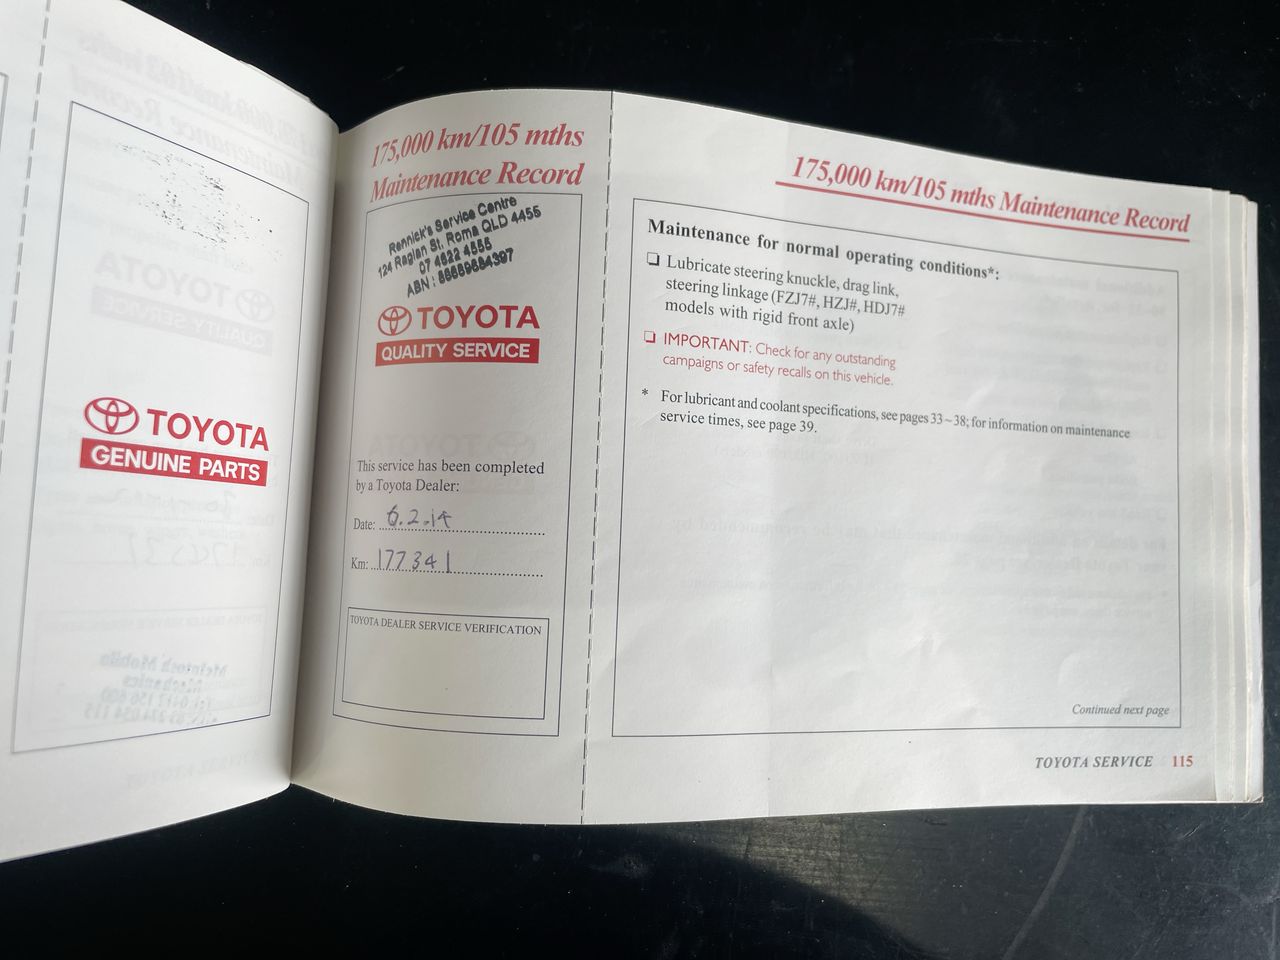 TOYOTA
GENUINE PARTS
175,000 km/105 mths
Maintenance Record
Rennick's Service Centre
124 Raglan St, Roma QLD 4455
07 4622 4555
ABN : 86689684397
TOYOTA
QUALITY SERVICE
This service has been completed
by a Toyota Dealer:
Date: 6.2.14
Km: 177341
TOYOTA DEALER SERVICE VERIFICATION
175,000 km/105 mths Maintenance Record
Maintenance for normal operating conditions*:
❑ Lubricate steering knuckle, drag link,
steering linkage (FZJ7#, HZJ#, HDJ7#
models with rigid front axle)
❑ IMPORTANT: Check for any outstanding
campaigns or safety recalls on this vehicle.
* For lubricant and coolant specifications, see pages 33~38; for information on maintenance
service times, see page 39.
Continued next page
TOYOTA SERVICE 115